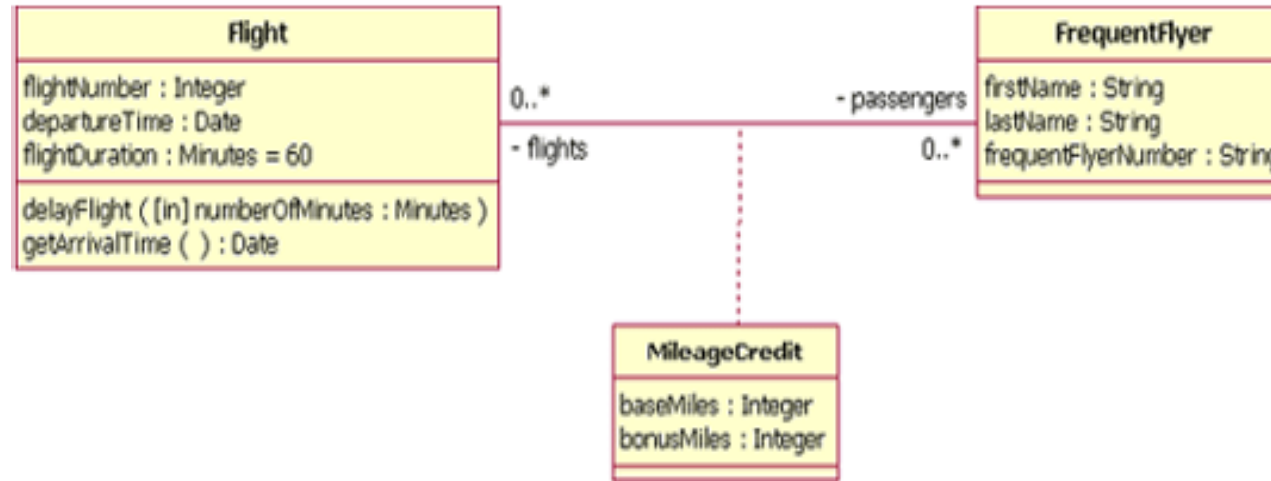 Flight
flightNumber : Integer
departureTime : Date
flightDuration : Minutes = 60
delayFlight ( [in] numberOfMinutes : Minutes )
getArrivalTime ( ) : Date
0..*
- flights
- passengers
0..*
FrequentFlyer
firstName : String
lastName : String
frequentFlyerNumber : String
MileageCredit
baseMiles : Integer
bonusMiles : Integer